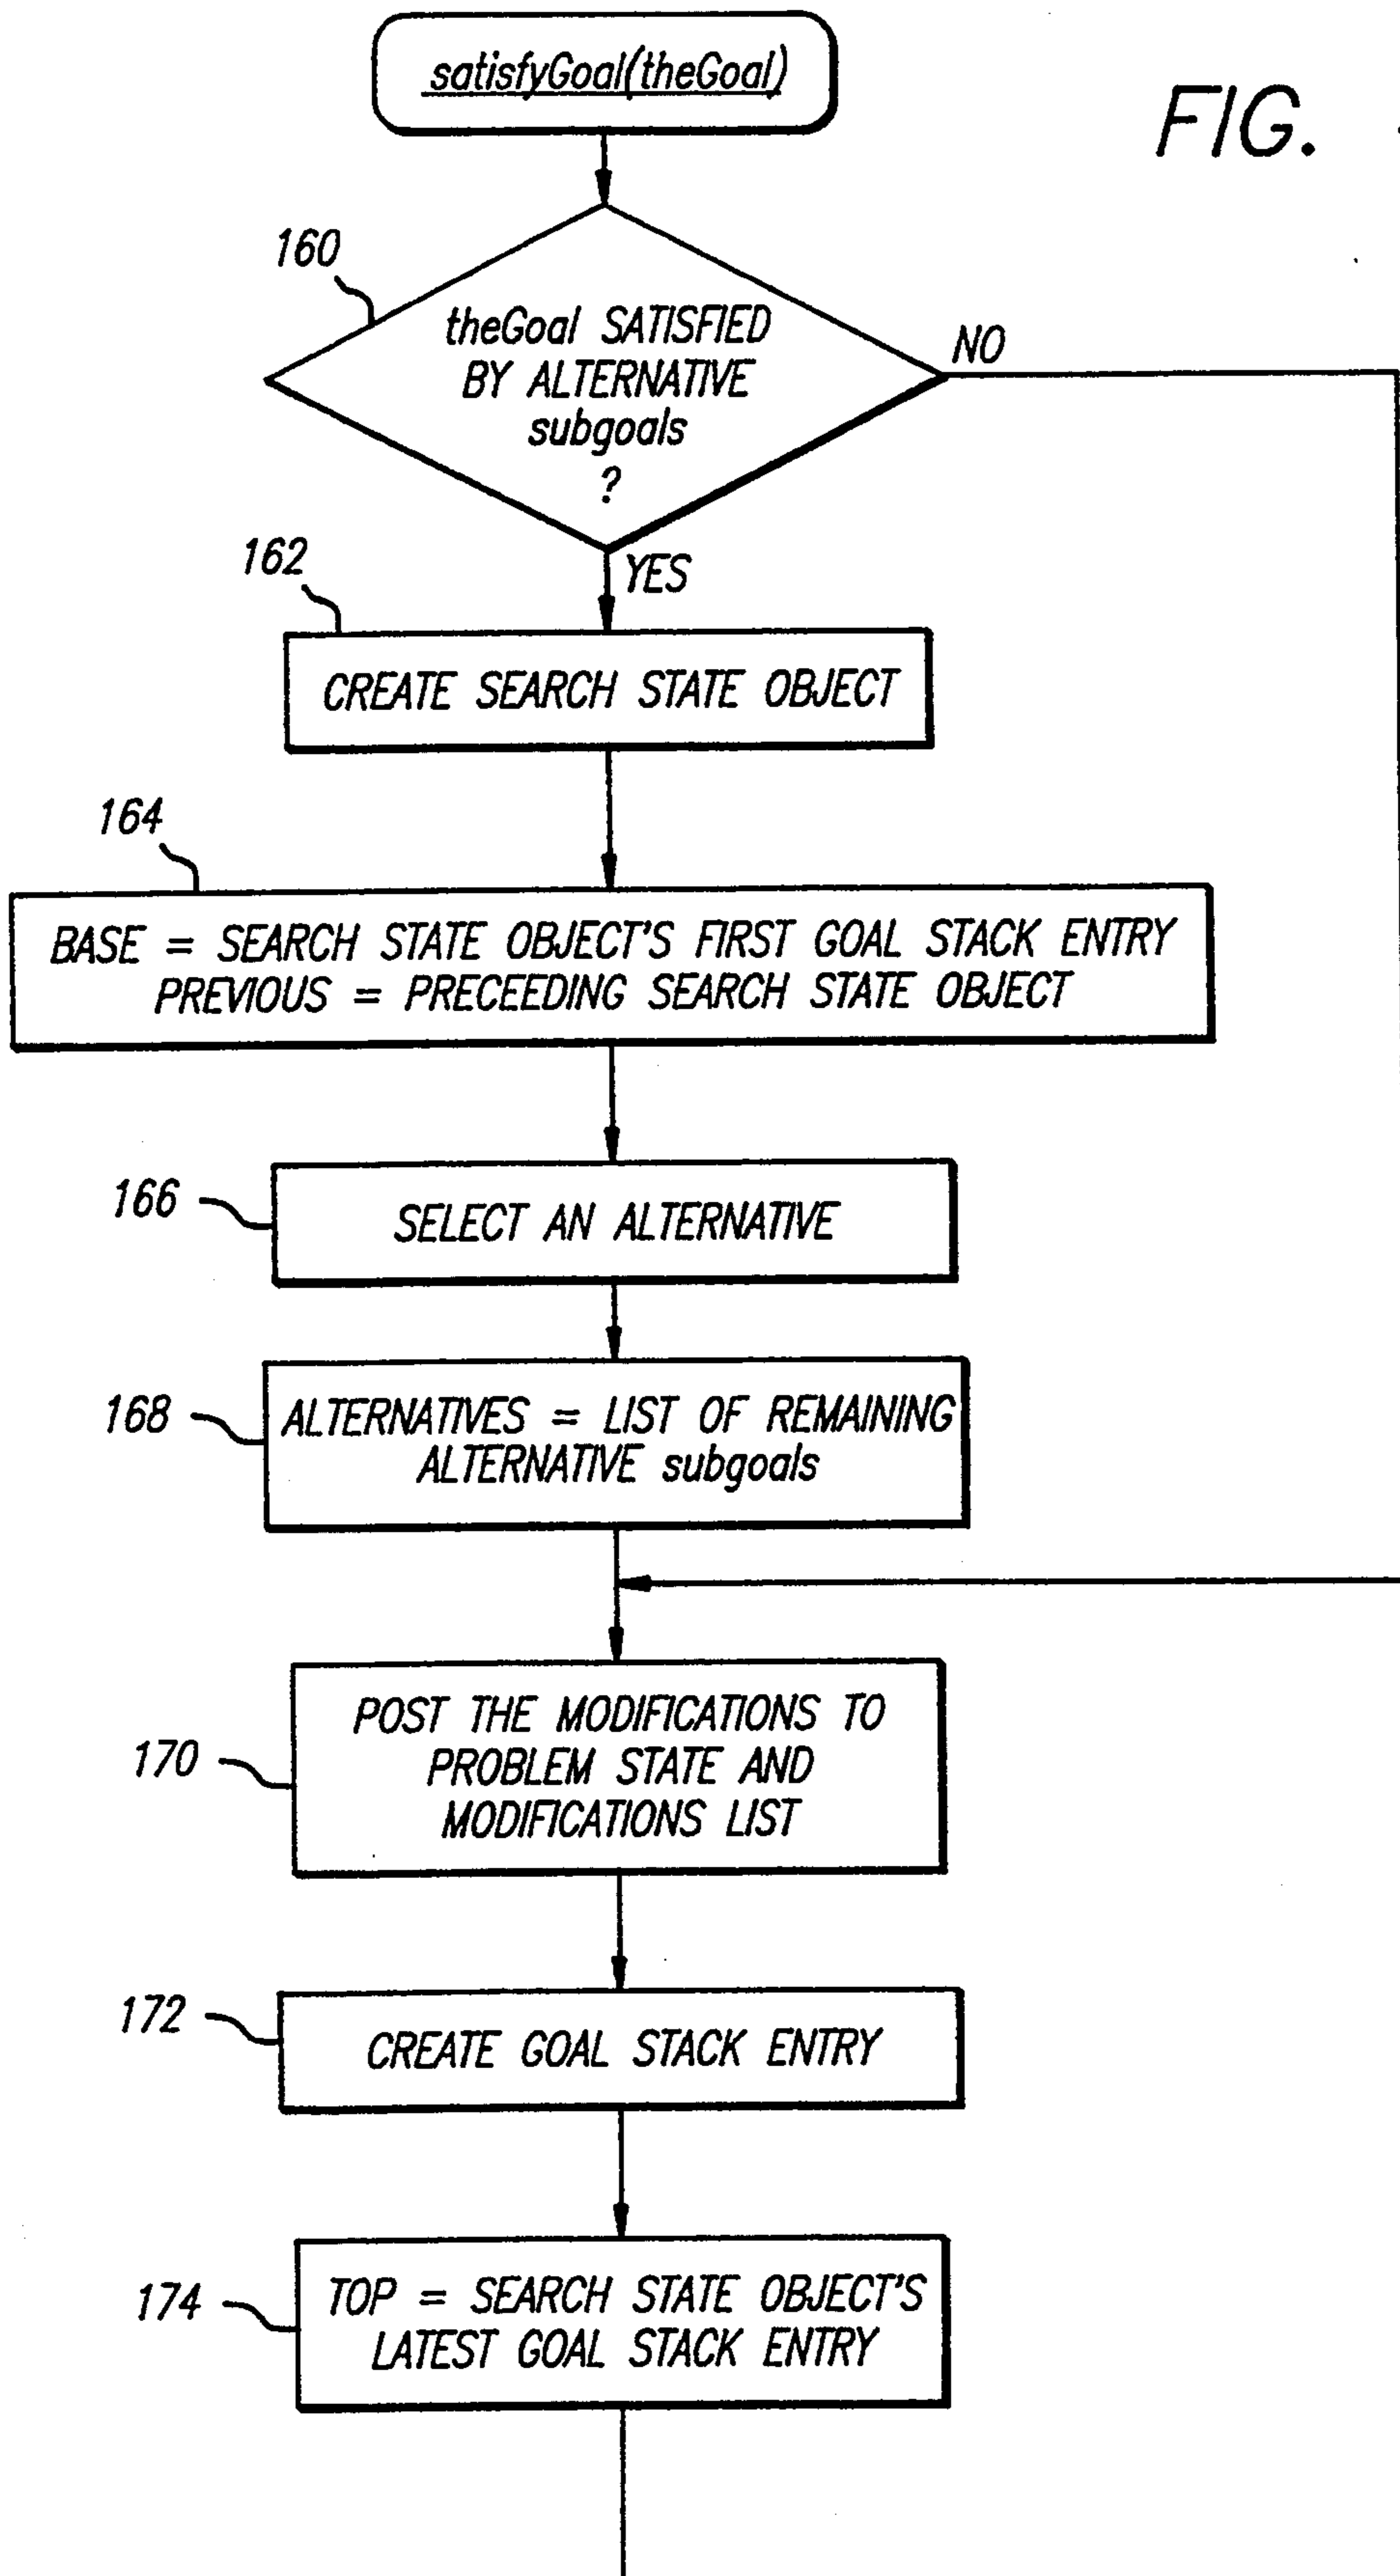 satisfyGoal(theGoal)
FIG.
160
theGoal SATISFIED
BY ALTERNATIVE
subgoals
?
NO
YES
162
CREATE SEARCH STATE OBJECT
164
BASE = SEARCH STATE OBJECT'S FIRST GOAL STACK ENTRY
PREVIOUS = PRECEEDING SEARCH STATE OBJECT
166
SELECT AN ALTERNATIVE
168
ALTERNATIVES = LIST OF REMAINING
ALTERNATIVE subgoals
170
POST THE MODIFICATIONS TO
PROBLEM STATE AND
MODIFICATIONS LIST
172
CREATE GOAL STACK ENTRY
174
TOP = SEARCH STATE OBJECT'S
LATEST GOAL STACK ENTRY